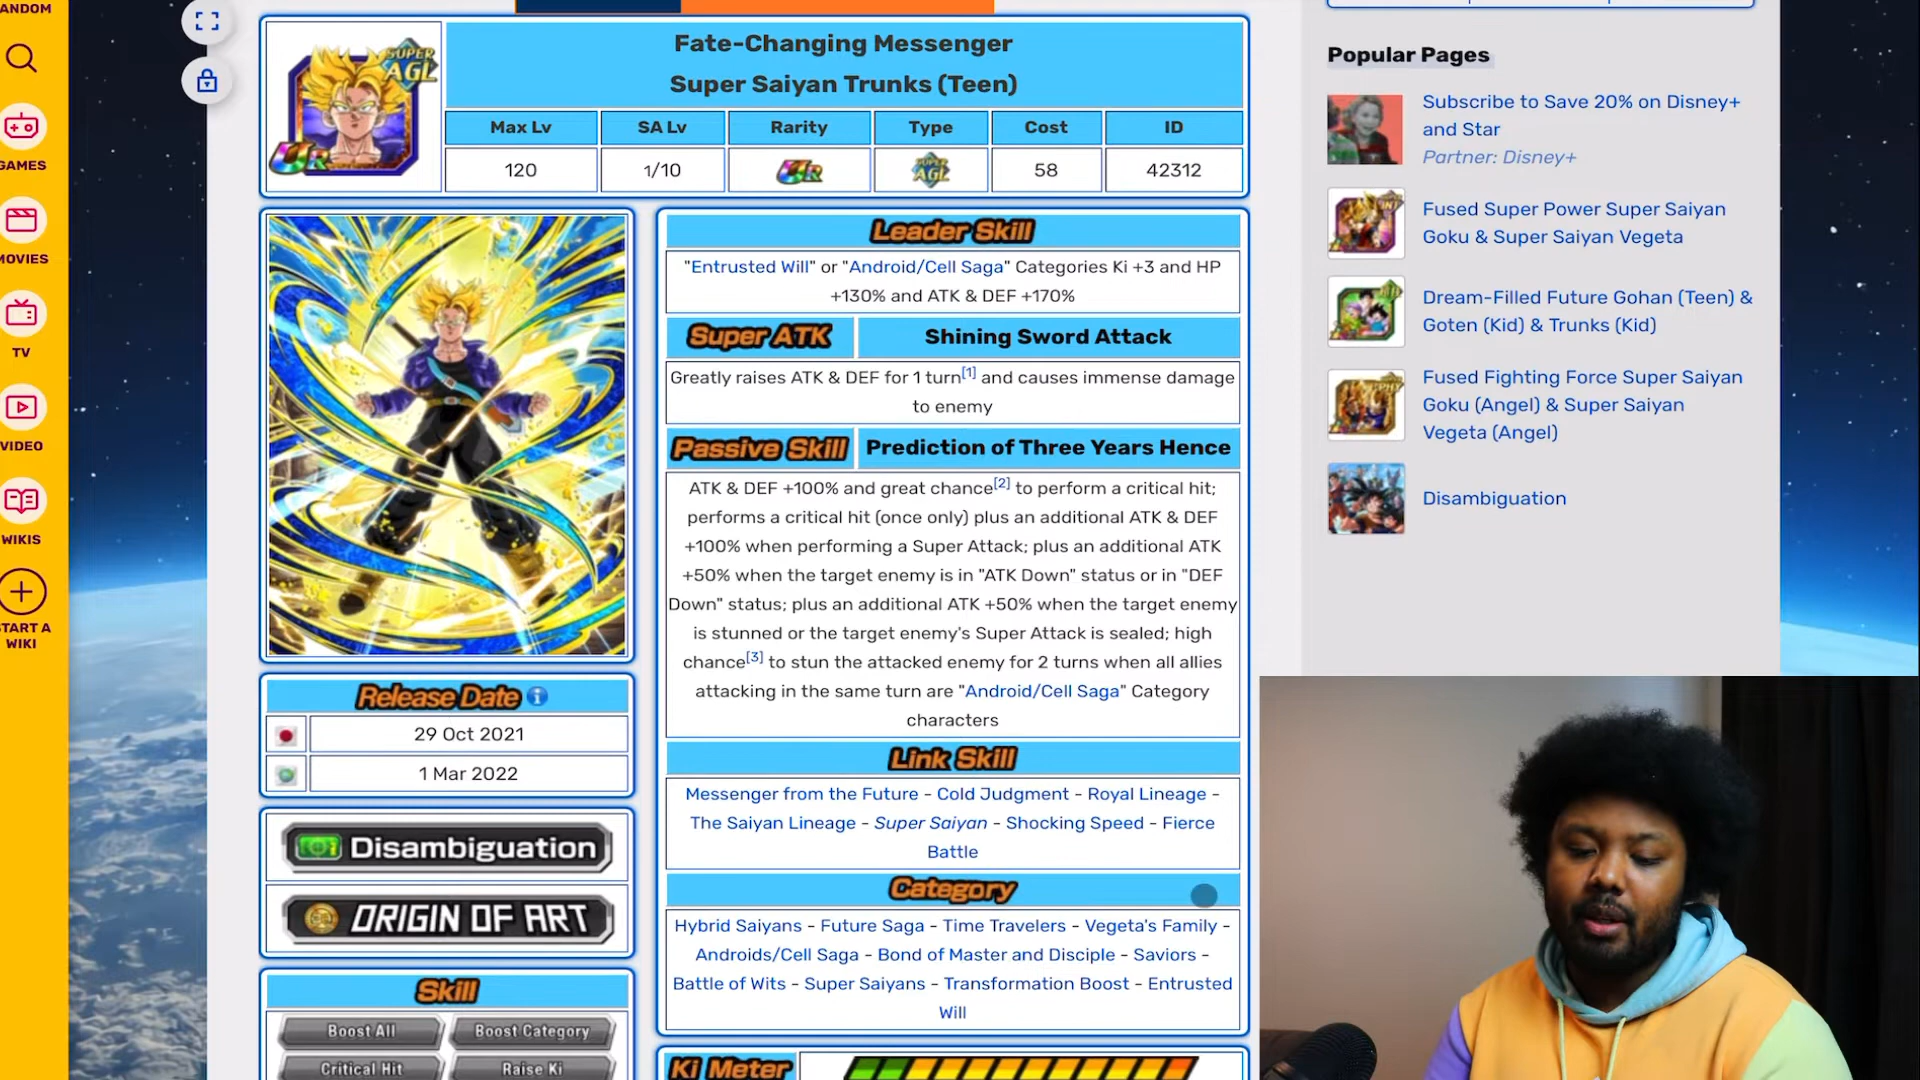 ANDOM
GAMES
MOVIES
TV
VIDEO
WIKIS
START A
WIKI
SUPER
AGL
UR
Fate-Changing Messenger
Super Saiyan Trunks (Teen)
Max Lv
SA Lv
Rarity
Type
Cost
ID
120
1/10
UR
SUPER
AGL
58
42312
Leader Skill
"Entrusted Will" or "Android/Cell Saga" Categories Ki +3 and HP
+130% and ATK & DEF +170%
Super ATK
Shining Sword Attack
Greatly raises ATK & DEF for 1 turn[1] and causes immense damage
to enemy
Passive Skill
Prediction of Three Years Hence
ATK & DEF +100% and great chance[2] to perform a critical hit;
performs a critical hit (once only) plus an additional ATK & DEF
+100% when performing a Super Attack; plus an additional ATK
+50% when the target enemy is in "ATK Down" status or in "DEF
Down" status; plus an additional ATK +50% when the target enemy
is stunned or the target enemy's Super Attack is sealed; high
chance[3] to stun the attacked enemy for 2 turns when all allies
attacking in the same turn are "Android/Cell Saga" Category
characters
Link Skill
Messenger from the Future - Cold Judgment - Royal Lineage -
The Saiyan Lineage - Super Saiyan - Shocking Speed - Fierce
Battle
Category
Hybrid Saiyans - Future Saga - Time Travelers - Vegeta's Family -
Androids/Cell Saga - Bond of Master and Disciple - Saviors -
Battle of Wits - Super Saiyans - Transformation Boost - Entrusted
Will
Ki Meter
Release Date
29 Oct 2021
1 Mar 2022
Disambiguation
ORIGIN OF ART
Skill
Boost All
Boost Category
Critical Hit
Raise Ki
Popular Pages
Subscribe to Save 20% on Disney+
and Star
Partner: Disney+
Fused Super Power Super Saiyan
Goku & Super Saiyan Vegeta
Dream-Filled Future Gohan (Teen) &
Goten (Kid) & Trunks (Kid)
Fused Fighting Force Super Saiyan
Goku (Angel) & Super Saiyan
Vegeta (Angel)
Disambiguation